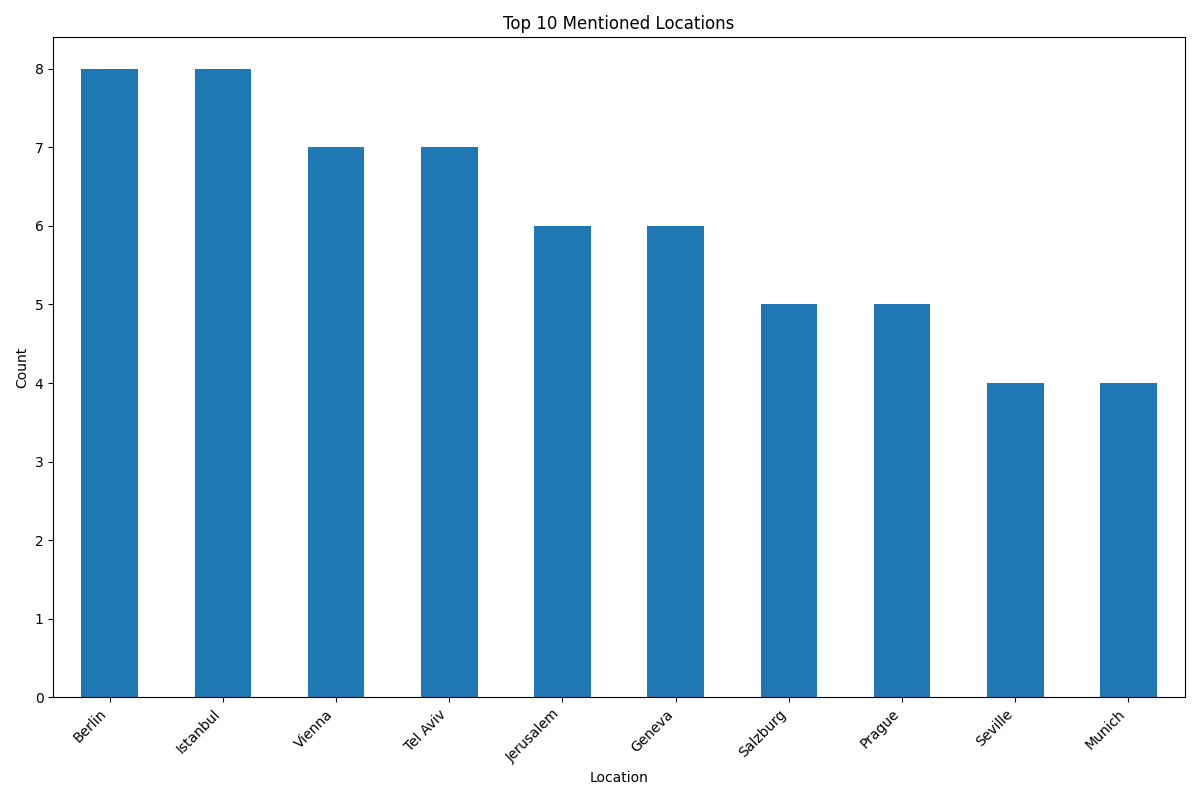 Top 10 Mentioned Locations
8
7
6
5
4
3
2
1
0
Count
Berlin
Istanbul
Vienna
Tel Aviv
Jerusalem
Geneva
Salzburg
Prague
Seville
Munich
Location